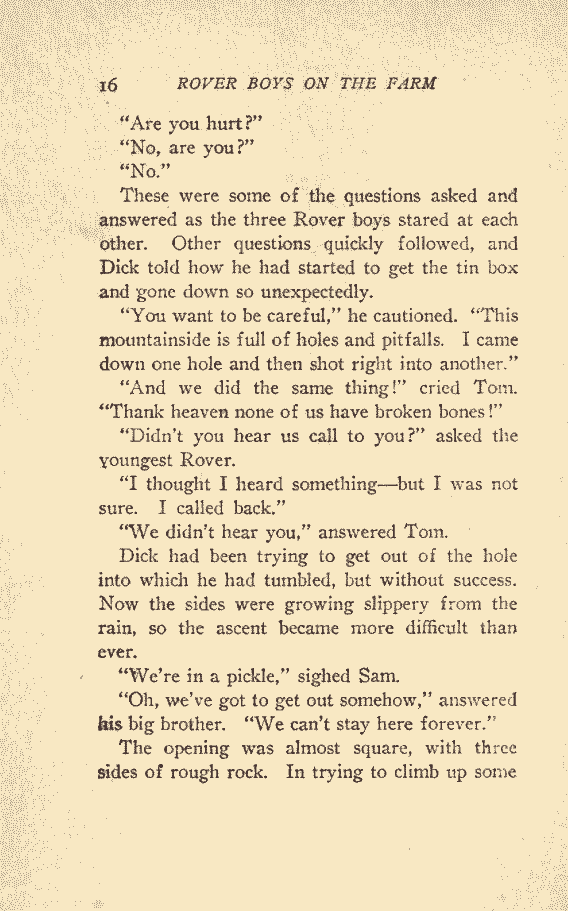 16 ROVER BOYS ON THE FARM
“Are you hurt?”
“No, are you?”
“No.”
These were some of the questions asked and
answered as the three Rover boys stared at each
other. Other questions quickly followed, and
Dick told how he had started to get the tin box
and gone down so unexpectedly.
“You want to be careful,” he cautioned. “This
mountainside is full of holes and pitfalls. I came
down one hole and then shot right into another.”
“And we did the same thing!” cried Tom.
“Thank heaven none of us have broken bones!”
“Didn’t you hear us call to you?” asked the
youngest Rover.
“I thought I heard something—but I was not
sure. I called back.”
“We didn’t hear you,” answered Tom.
Dick had been trying to get out of the hole
into which he had tumbled, but without success.
Now the sides were growing slippery from the
rain, so the ascent became more difficult than
ever.
“We’re in a pickle,” sighed Sam.
“Oh, we’ve got to get out somehow,” answered
his big brother. “We can’t stay here forever.”
The opening was almost square, with three
sides of rough rock. In trying to climb up some